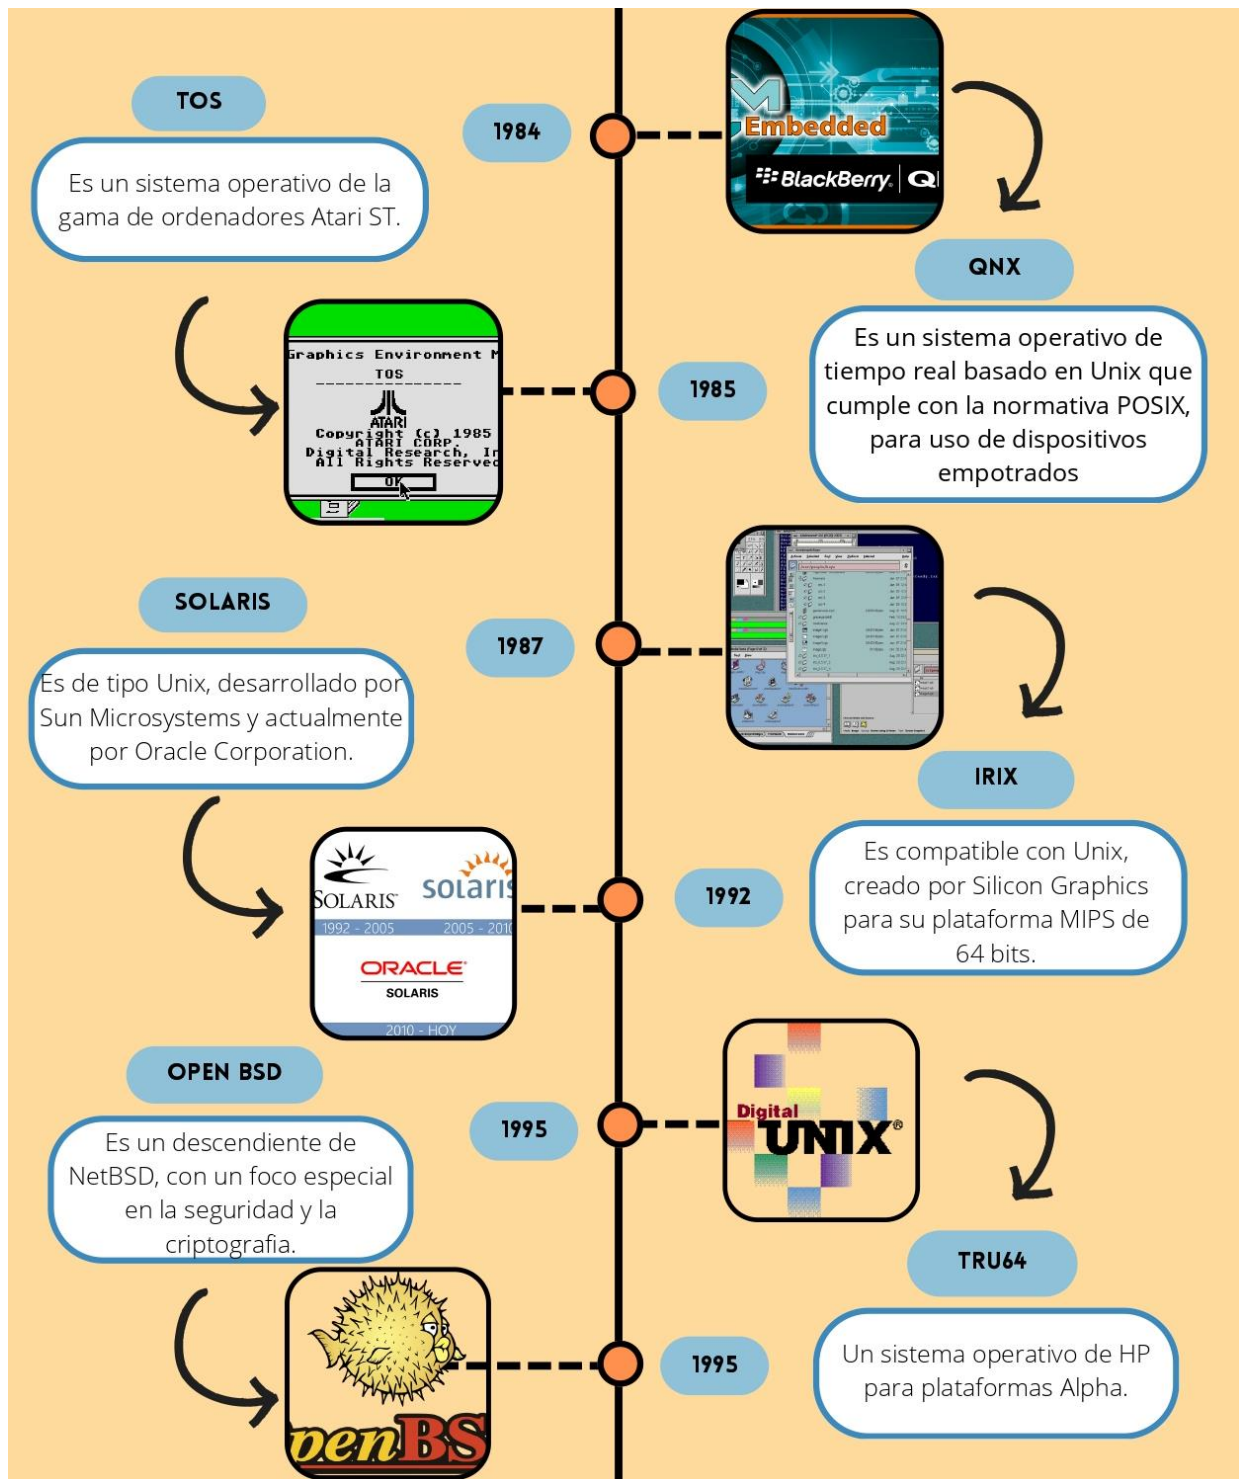 1984
Embedded
BlackBerry
QNX
Es un sistema operativo de
tiempo real basado en Unix que
cumple con la normativa POSIX,
para uso de dispositivos
empotrados
TOS
Es un sistema operativo de la
gama de ordenadores Atari ST.
Graphics Environment M
TOS
ATARI
Copyright (c) 1985
ATARI CORP.
Digital Research, In
All Rights Reserved
OK
1985
1987
IRIX
Es compatible con Unix,
creado por Silicon Graphics
para su plataforma MIPS de
64 bits.
SOLARIS
Es de tipo Unix, desarrollado por
Sun Microsystems y actualmente
por Oracle Corporation.
SOLARIS
solaris
1992 - 2005
2005 - 2010
ORACLE
SOLARIS
2010 - HOY
1992
1995
Digital
UNIX®
TRU64
Un sistema operativo de HP
para plataformas Alpha.
OPEN BSD
Es un descendiente de
NetBSD, con un foco especial
en la seguridad y la
criptografia.
penBS
1995